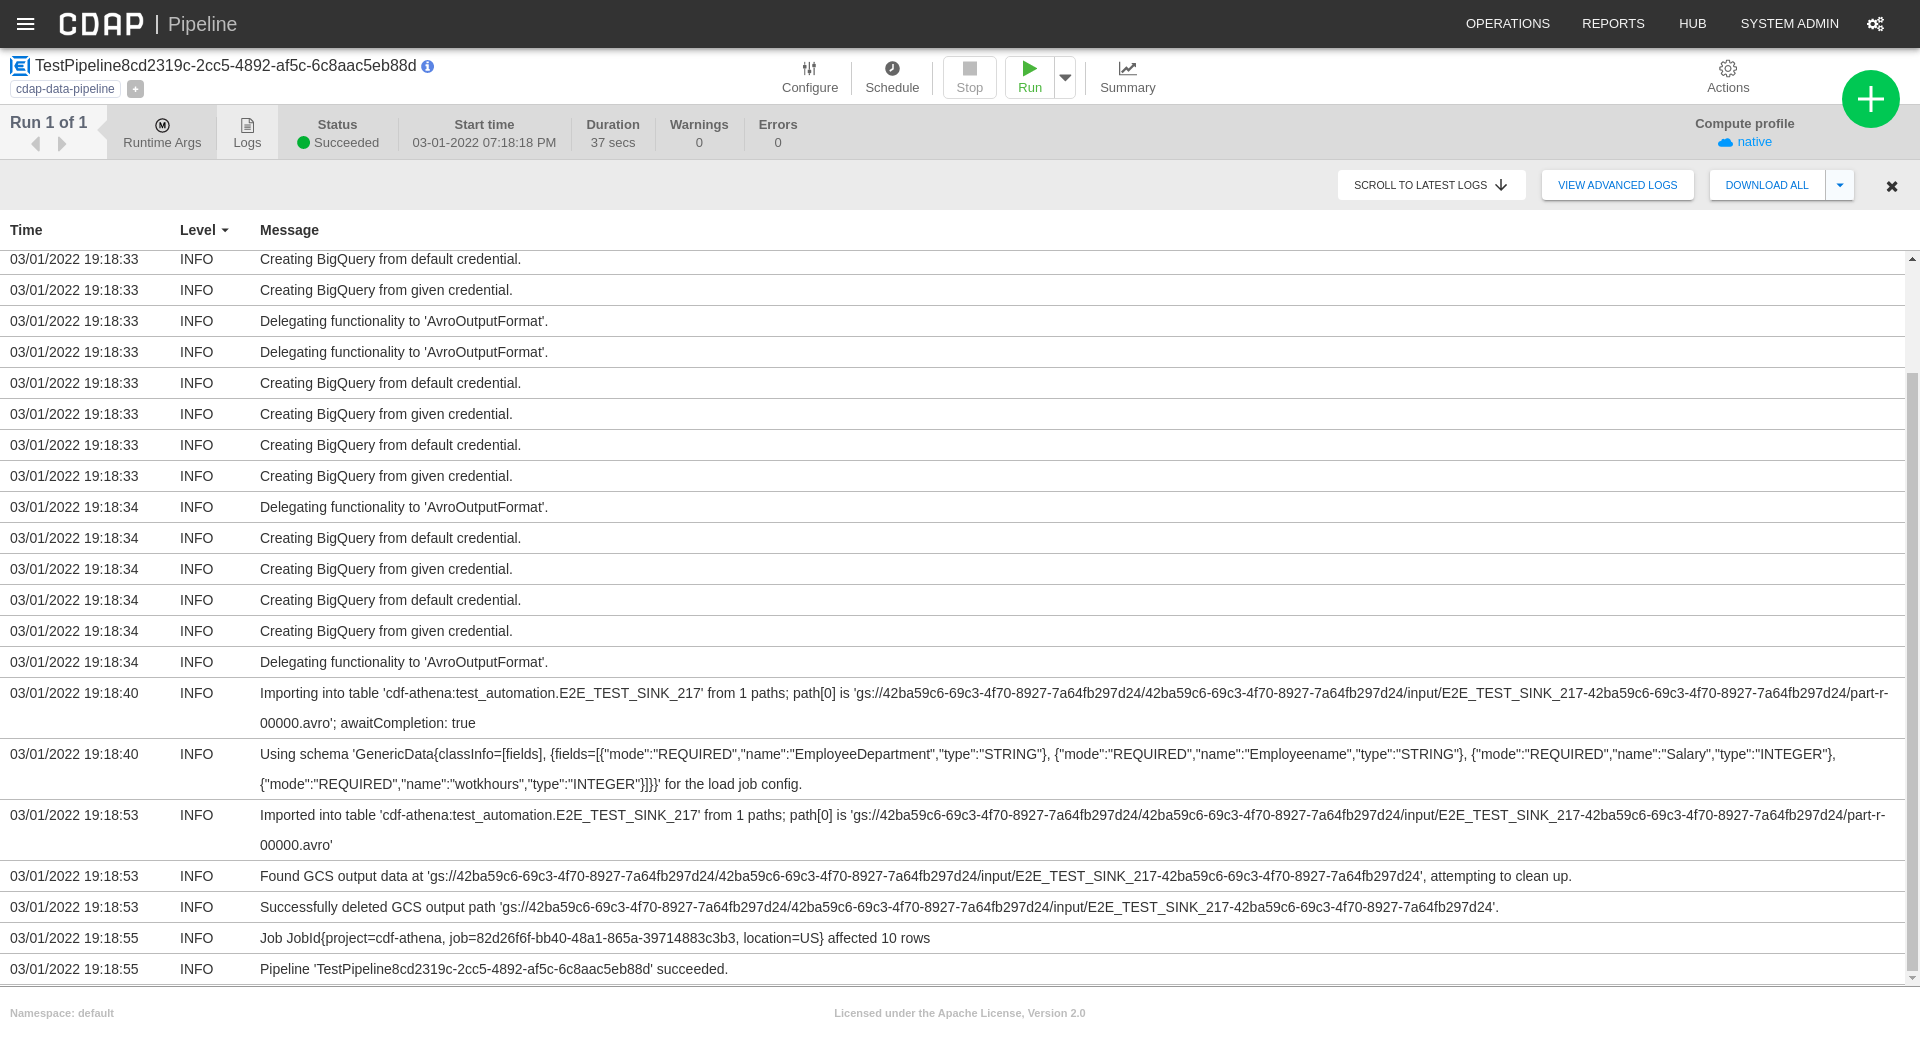 CDAP | Pipeline OPERATIONS REPORTS HUB SYSTEM ADMIN
TestPipeline8cd2319c-2cc5-4892-af5c-6c8aac5eb88d
cdap-data-pipeline +
Configure Schedule Stop Run Summary Actions
Run 1 of 1
Runtime Args Logs
Status Start time Duration Warnings Errors Compute profile
Succeeded 03-01-2022 07:18:18 PM 37 secs 0 0 native
SCROLL TO LATEST LOGS VIEW ADVANCED LOGS DOWNLOAD ALL
Time Level Message
03/01/2022 19:18:33 INFO Creating BigQuery from default credential.
03/01/2022 19:18:33 INFO Creating BigQuery from given credential.
03/01/2022 19:18:33 INFO Delegating functionality to 'AvroOutputFormat'.
03/01/2022 19:18:33 INFO Delegating functionality to 'AvroOutputFormat'.
03/01/2022 19:18:33 INFO Creating BigQuery from default credential.
03/01/2022 19:18:33 INFO Creating BigQuery from given credential.
03/01/2022 19:18:33 INFO Creating BigQuery from default credential.
03/01/2022 19:18:33 INFO Creating BigQuery from given credential.
03/01/2022 19:18:34 INFO Delegating functionality to 'AvroOutputFormat'.
03/01/2022 19:18:34 INFO Creating BigQuery from default credential.
03/01/2022 19:18:34 INFO Creating BigQuery from given credential.
03/01/2022 19:18:34 INFO Creating BigQuery from default credential.
03/01/2022 19:18:34 INFO Creating BigQuery from given credential.
03/01/2022 19:18:34 INFO Delegating functionality to 'AvroOutputFormat'.
03/01/2022 19:18:40 INFO Importing into table 'cdf-athena:test_automation.E2E_TEST_SINK_217' from 1 paths; path[0] is 'gs://42ba59c6-69c3-4f70-8927-7a64fb297d24/42ba59c6-69c3-4f70-8927-7a64fb297d24/input/E2E_TEST_SINK_217-42ba59c6-69c3-4f70-8927-7a64fb297d24/part-r-
00000.avro'; awaitCompletion: true
03/01/2022 19:18:40 INFO Using schema 'GenericData{classInfo=[fields], {fields=[{"mode":"REQUIRED","name":"EmployeeDepartment","type":"STRING"}, {"mode":"REQUIRED","name":"Employeename","type":"STRING"}, {"mode":"REQUIRED","name":"Salary","type":"INTEGER"},
{"mode":"REQUIRED","name":"wotkhours","type":"INTEGER"}]}}' for the load job config.
03/01/2022 19:18:53 INFO Imported into table 'cdf-athena:test_automation.E2E_TEST_SINK_217' from 1 paths; path[0] is 'gs://42ba59c6-69c3-4f70-8927-7a64fb297d24/42ba59c6-69c3-4f70-8927-7a64fb297d24/input/E2E_TEST_SINK_217-42ba59c6-69c3-4f70-8927-7a64fb297d24/part-r-
00000.avro'
03/01/2022 19:18:53 INFO Found GCS output data at 'gs://42ba59c6-69c3-4f70-8927-7a64fb297d24/42ba59c6-69c3-4f70-8927-7a64fb297d24/input/E2E_TEST_SINK_217-42ba59c6-69c3-4f70-8927-7a64fb297d24', attempting to clean up.
03/01/2022 19:18:53 INFO Successfully deleted GCS output path 'gs://42ba59c6-69c3-4f70-8927-7a64fb297d24/42ba59c6-69c3-4f70-8927-7a64fb297d24/input/E2E_TEST_SINK_217-42ba59c6-69c3-4f70-8927-7a64fb297d24'.
03/01/2022 19:18:55 INFO Job JobId{project=cdf-athena, job=82d26f6f-bb40-48a1-865a-39714883c3b3, location=US} affected 10 rows
03/01/2022 19:18:55 INFO Pipeline 'TestPipeline8cd2319c-2cc5-4892-af5c-6c8aac5eb88d' succeeded.
Namespace: default Licensed under the Apache License, Version 2.0